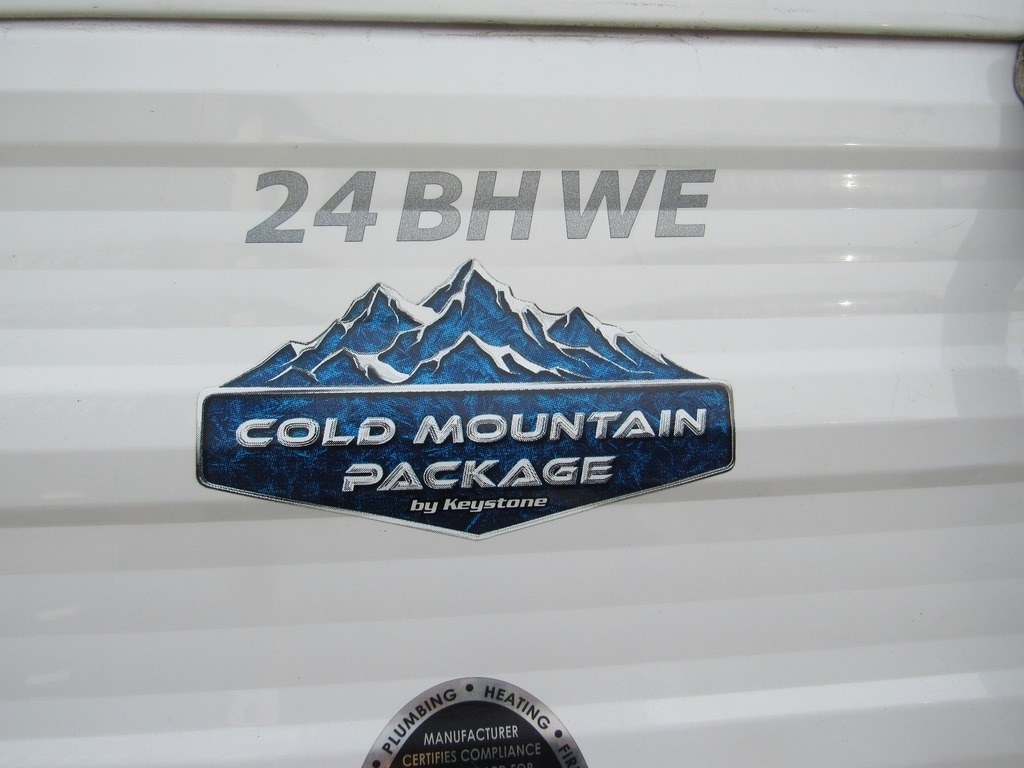 24 BH WE
COLD MOUNTAIN
PACKAGE
by Keystone
PLUMBING • HEATING •
MANUFACTURER
CERTIFIES COMPLIANCE